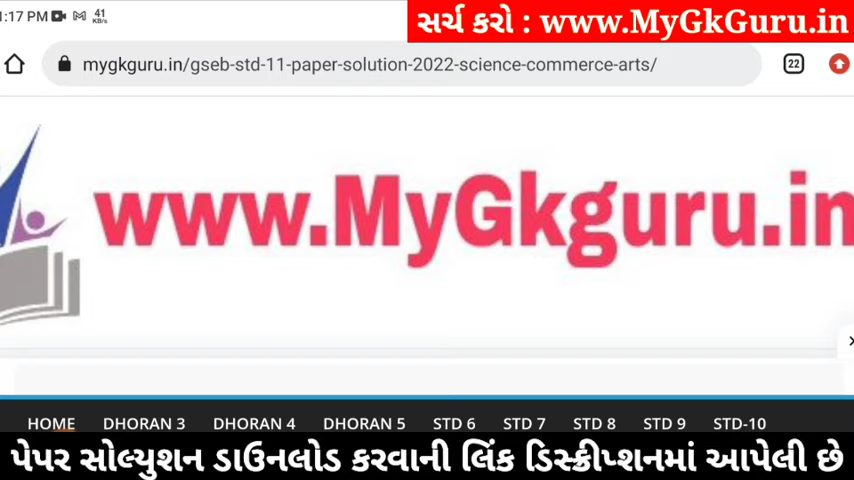 :17 PM 41 KB/s
સર્ચ કરો : www.MyGkGuru.in
mygkguru.in/gseb-std-11-paper-solution-2022-science-commerce-arts/
22
www.MyGkguru.in
HOME DHORAN 3 DHORAN 4 DHORAN 5 STD 6 STD 7 STD 8 STD 9 STD-10
પેપર સોલ્યુશન ડાઉનલોડ કરવાની લિંક ડિસ્ક્રીપ્શનમાં આપેલી છે